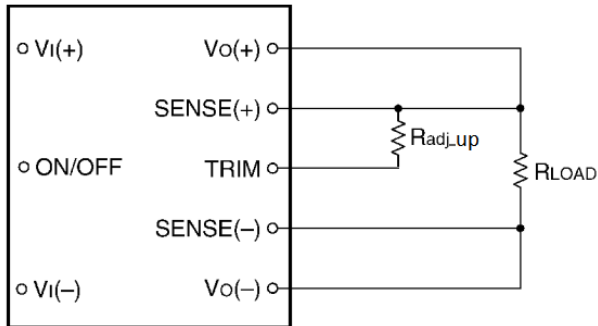 VI(+) VO(+)
SENSE(+)
Radj_up
ON/OFF TRIM RLOAD
SENSE(–)
VI(–) VO(–)